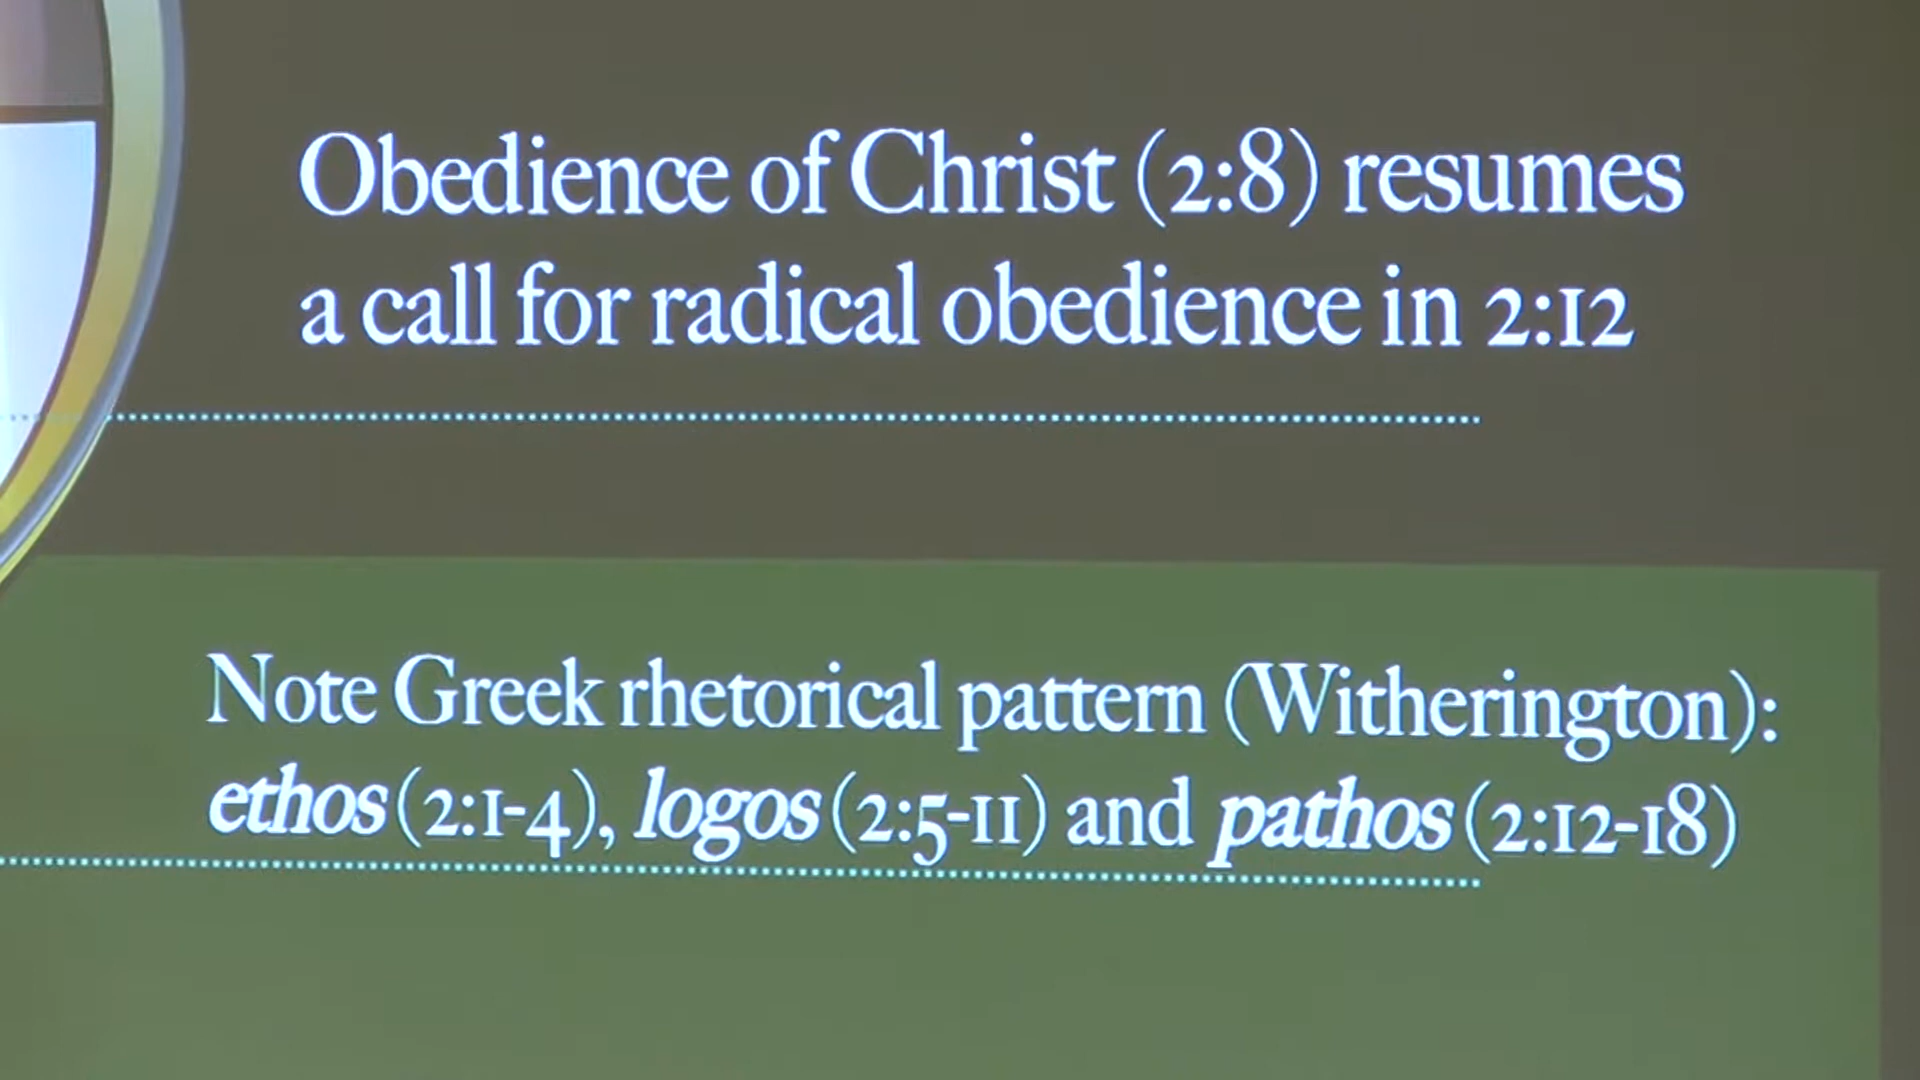 Obedience of Christ (2:8) resumes
a call for radical obedience in 2:12
Note Greek rhetorical pattern (Witherington):
ethos (2:1-4), logos (2:5-11) and pathos (2:12-18)